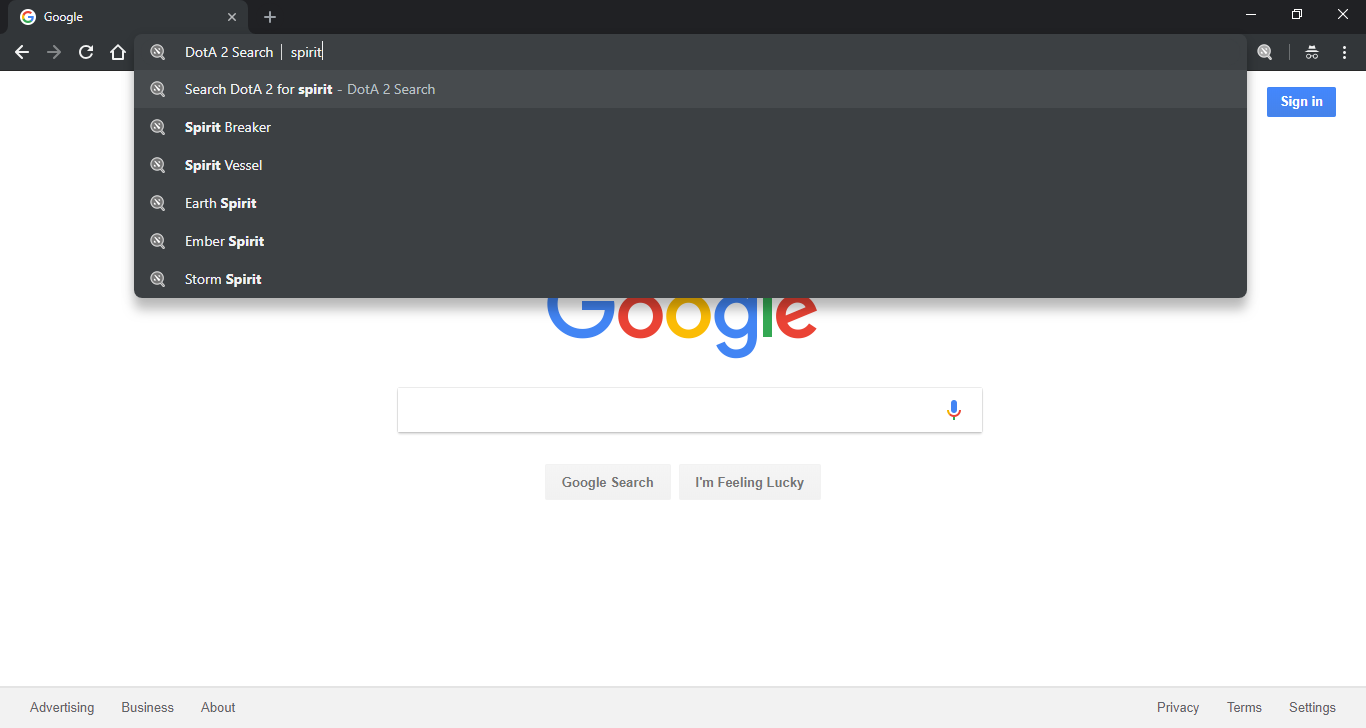 Google
DotA 2 Search | spirit
Search DotA 2 for spirit - DotA 2 Search
Spirit Breaker
Spirit Vessel
Earth Spirit
Ember Spirit
Storm Spirit
Sign in
Google
Google Search I'm Feeling Lucky
Advertising Business About Privacy Terms Settings